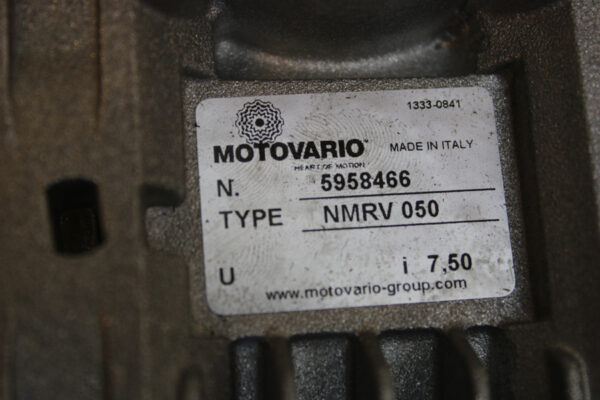 1333-0841
MOTOVARIO
MADE IN ITALY
HEART OF MOTION
N. 5958466
TYPE NMRV 050
U i 7,50
www.motovario-group.com